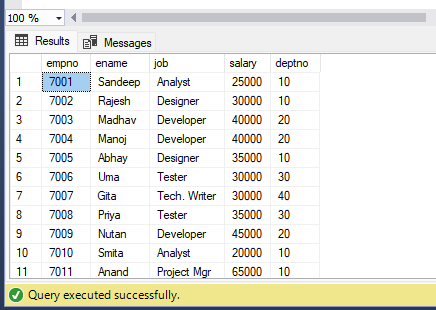 100 %
Results Messages
empno ename job salary deptno
1 7001 Sandeep Analyst 25000 10
2 7002 Rajesh Designer 30000 10
3 7003 Madhav Developer 40000 20
4 7004 Manoj Developer 40000 20
5 7005 Abhay Designer 35000 10
6 7006 Uma Tester 30000 30
7 7007 Gita Tech. Writer 30000 40
8 7008 Priya Tester 35000 30
9 7009 Nutan Developer 45000 20
10 7010 Smita Analyst 20000 10
11 7011 Anand Project Mgr 65000 10
Query executed successfully.